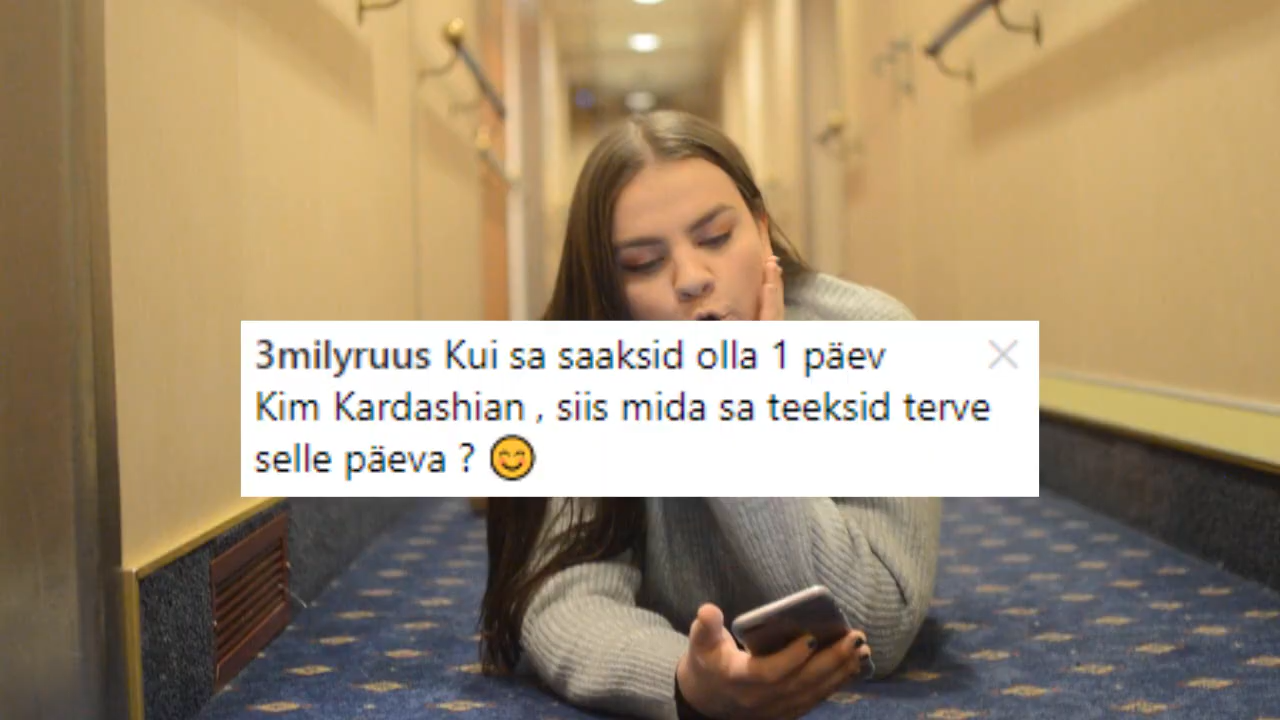 3milyruus Kui sa saaksid olla 1 päev
Kim Kardashian , siis mida sa teeksid terve
selle päeva ? 😊